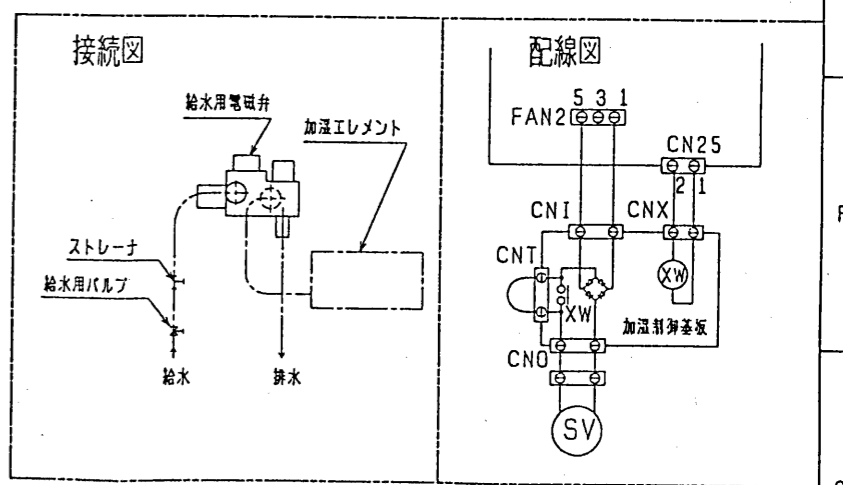 接続図
給水用電磁弁
加湿エレメント
ストレーナ
給水用バルブ
給水
排水
配線図
5 3 1
FAN2
CN25
2 1
CNI
CNX
CNT
XW
XW
加湿制御基板
CNO
SV